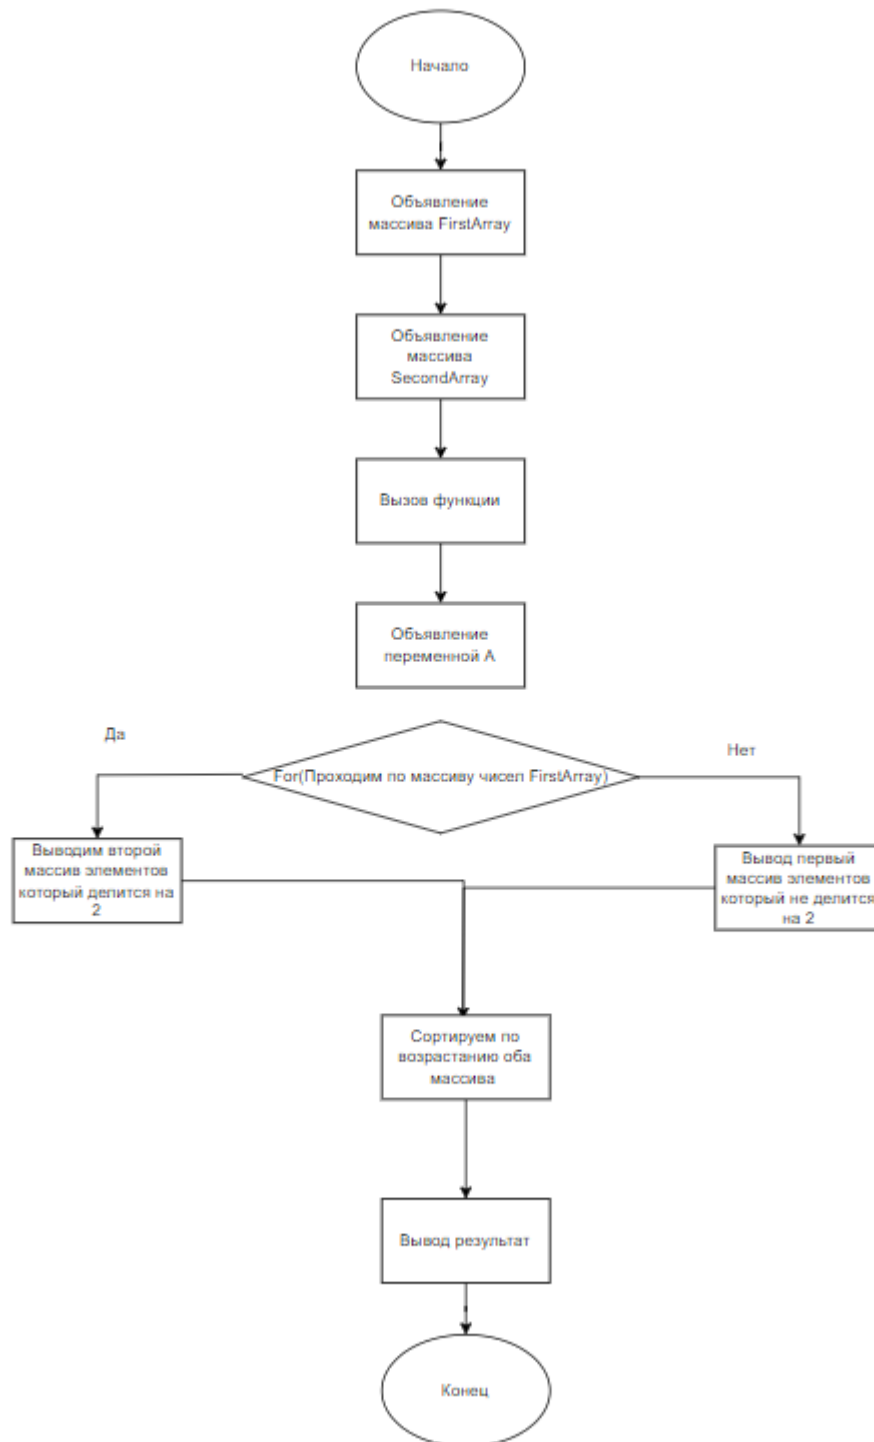 Начало
Объявление
массива FirstArray
Объявление
массива
SecondArray
Вызов функции
Объявление
переменной А
Да
Нет
For(Проходим по массиву чисел FirstArray)
Выводим второй
массив элементов
который делится на
2
Вывод первый
массив элементов
который не делится
на 2
Сортируем по
возрастанию оба
массива
Вывод результат
Конец